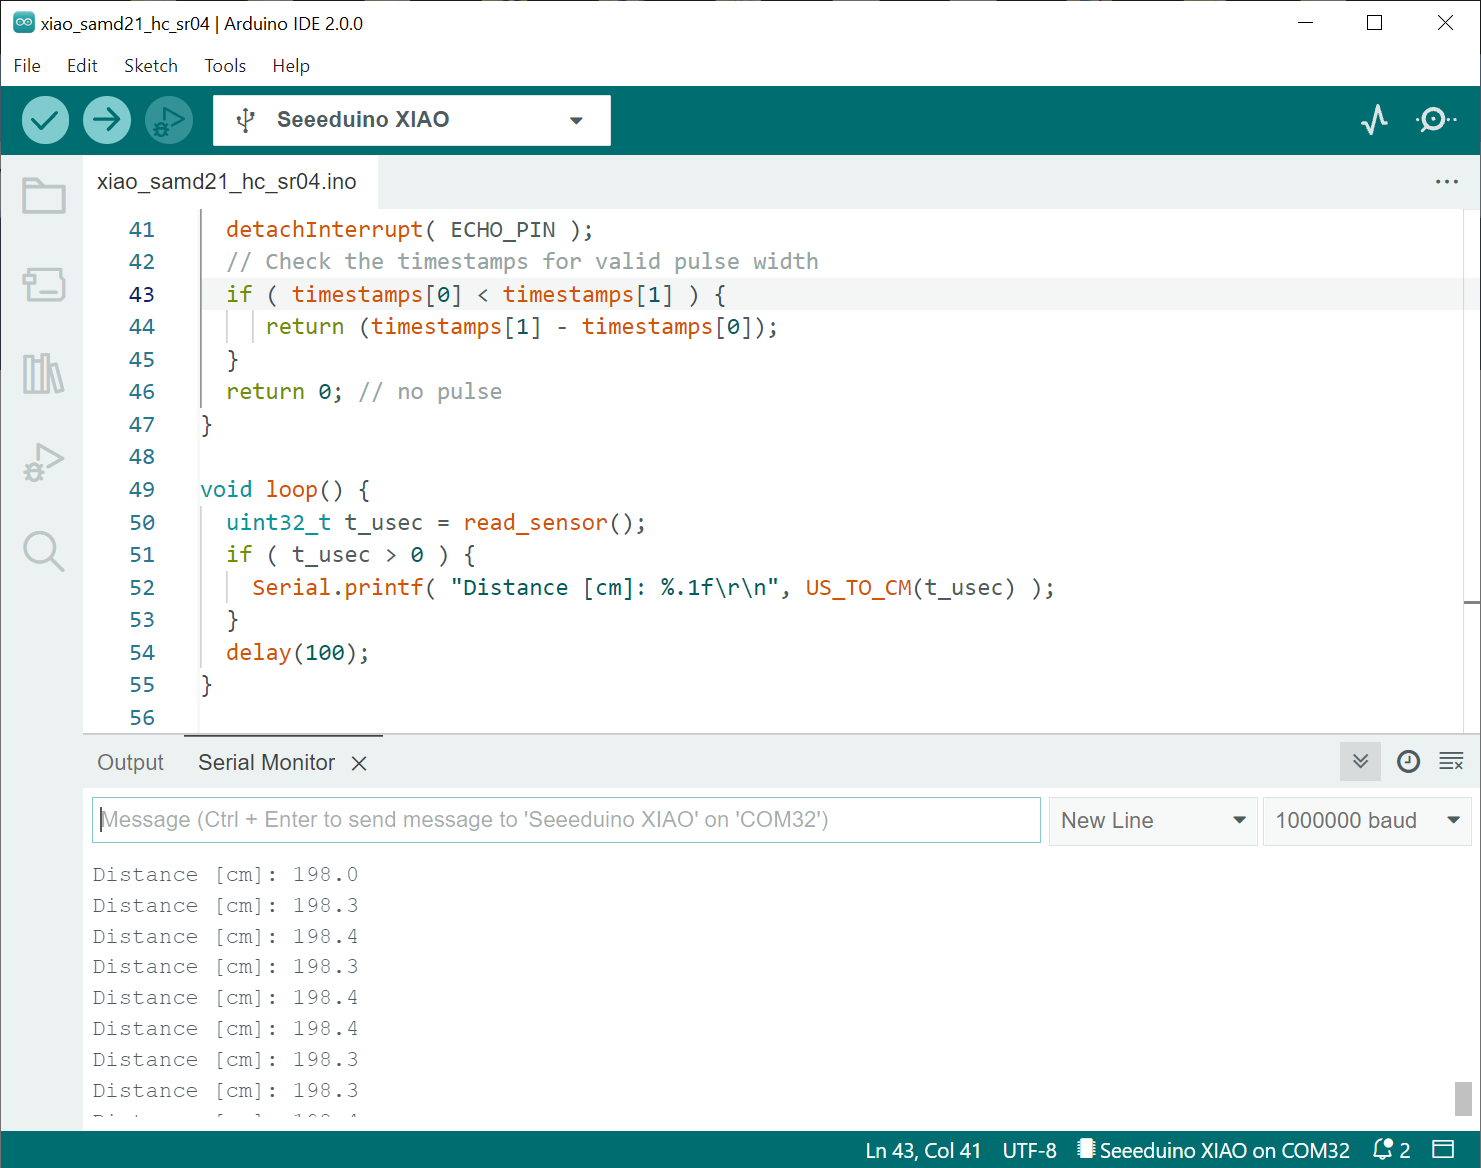 xiao_samd21_hc_sr04 | Arduino IDE 2.0.0
File Edit Sketch Tools Help
Seeeduino XIAO
xiao_samd21_hc_sr04.ino
41 detachInterrupt( ECHO_PIN );
42 // Check the timestamps for valid pulse width
43 if ( timestamps[0] < timestamps[1] ) {
44 return (timestamps[1] - timestamps[0]);
45 }
46 return 0; // no pulse
47 }
48
49 void loop() {
50 uint32_t t_usec = read_sensor();
51 if ( t_usec > 0 ) {
52 Serial.printf( "Distance [cm]: %.1f\r\n", US_TO_CM(t_usec) );
53 }
54 delay(100);
55 }
56
Output Serial Monitor
Message (Ctrl + Enter to send message to 'Seeeduino XIAO' on 'COM32') New Line 1000000 baud
Distance [cm]: 198.0
Distance [cm]: 198.3
Distance [cm]: 198.4
Distance [cm]: 198.3
Distance [cm]: 198.4
Distance [cm]: 198.4
Distance [cm]: 198.3
Distance [cm]: 198.3
Ln 43, Col 41 UTF-8 Seeeduino XIAO on COM32 2